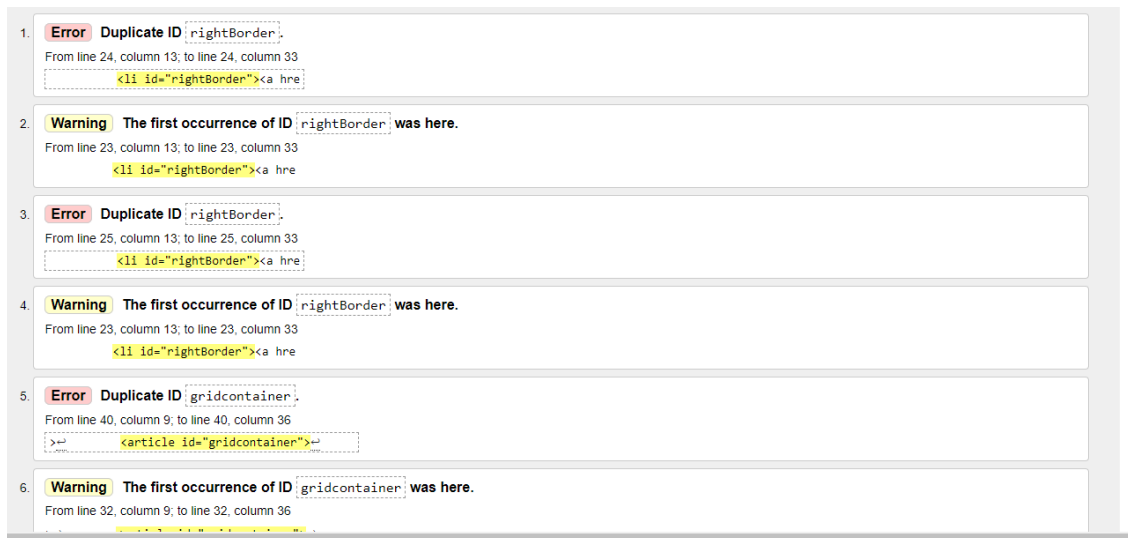 1. Error Duplicate ID rightBorder.
From line 24, column 13; to line 24, column 33
<li id="rightBorder"><a hre
2. Warning The first occurrence of ID rightBorder was here.
From line 23, column 13; to line 23, column 33
<li id="rightBorder"><a hre
3. Error Duplicate ID rightBorder.
From line 25, column 13; to line 25, column 33
<li id="rightBorder"><a hre
4. Warning The first occurrence of ID rightBorder was here.
From line 23, column 13; to line 23, column 33
<li id="rightBorder"><a hre
5. Error Duplicate ID gridcontainer.
From line 40, column 9; to line 40, column 36
>↩ <article id="gridcontainer">↩
6. Warning The first occurrence of ID gridcontainer was here.
From line 32, column 9; to line 32, column 36